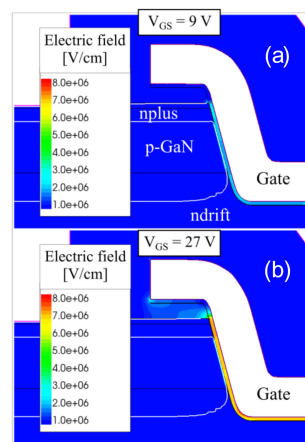 V_GS = 9 V
(a)
Electric field
[V/cm]
8.0e+06
7.0e+06
6.0e+06
5.0e+06
4.0e+06
3.0e+06
2.0e+06
1.0e+06
nplus
p-GaN
Gate
ndrift
V_GS = 27 V
(b)
Electric field
[V/cm]
8.0e+06
7.0e+06
6.0e+06
5.0e+06
4.0e+06
3.0e+06
2.0e+06
1.0e+06
Gate